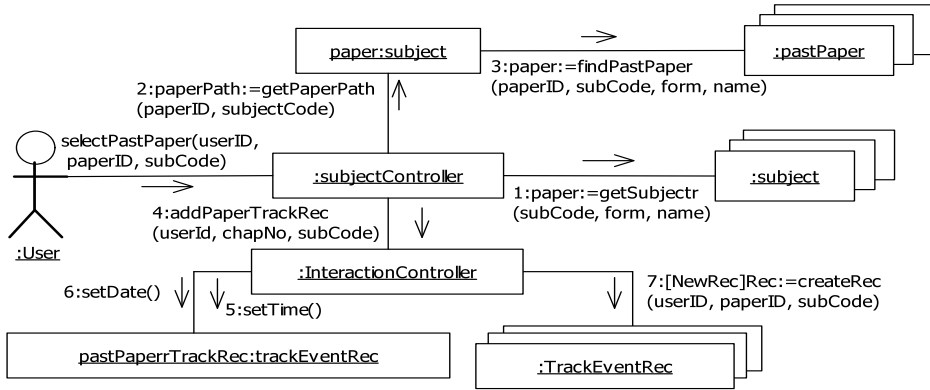 paper:subject
:pastPaper
3:paper:=findPastPaper
(paperID, subCode, form, name)
2:paperPath:=getPaperPath
(paperID, subjectCode)
selectPastPaper(userID,
paperID, subCode)
:subjectController
:subject
1:paper:=getSubjectr
(subCode, form, name)
4:addPaperTrackRec
(userId, chapNo, subCode)
:User
:InteractionController
6:setDate()
5:setTime()
7:[NewRec]Rec:=createRec
(userID, paperID, subCode)
pastPaperrTrackRec:trackEventRec
:TrackEventRec